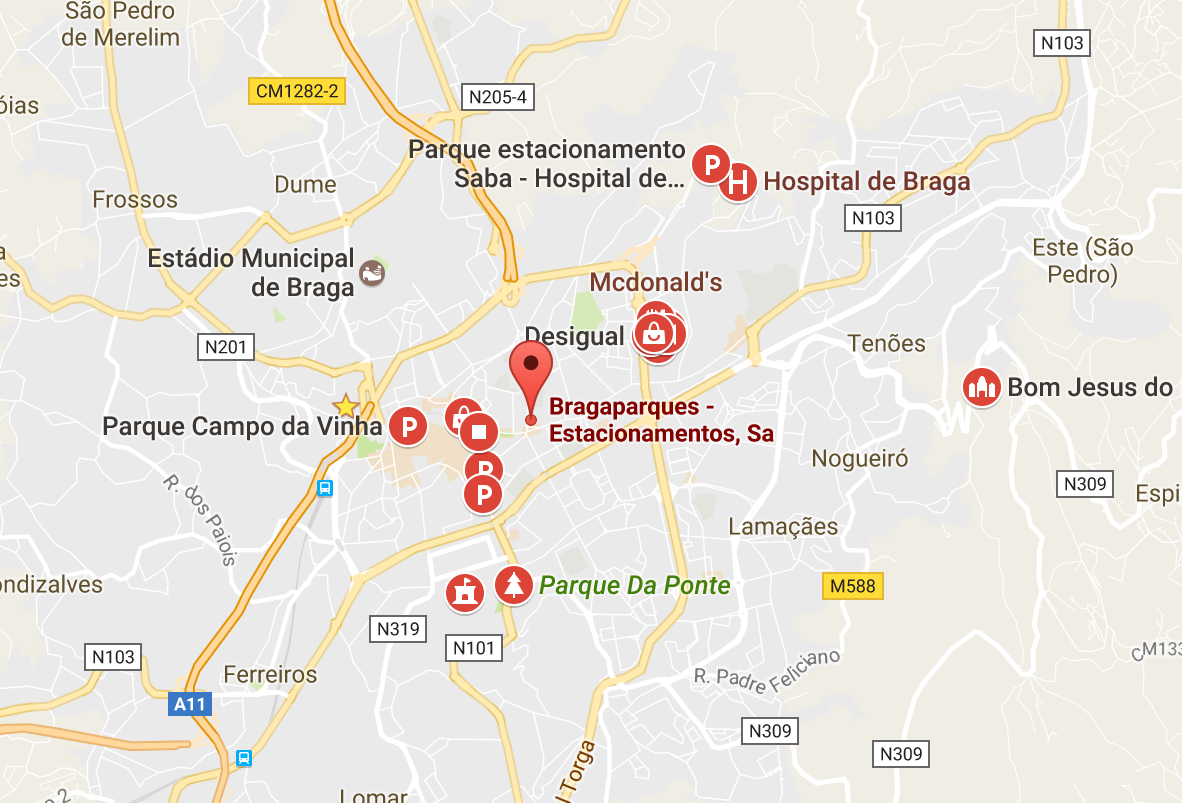 São Pedro
de Merelim
N103
CM1282-2
N205-4
óias
Parque estacionamento
Saba - Hospital de...
P
H
Hospital de Braga
Dume
Frossos
N103
Este (São
Pedro)
a
es
Estádio Municipal
de Braga
Mcdonald's
Desigual
N201
Tenões
Bom Jesus do
Parque Campo da Vinha
P
Bragaparques -
Estacionamentos, Sa
Nogueiró
P
P
N309
Espi
R. dos Paiois
Lamaçães
ondizalves
Parque Da Ponte
M588
N319
N101
N103
Ferreiros
R. Padre Feliciano
CM133
A11
N309
N309
l Torga
Lomar
o 2